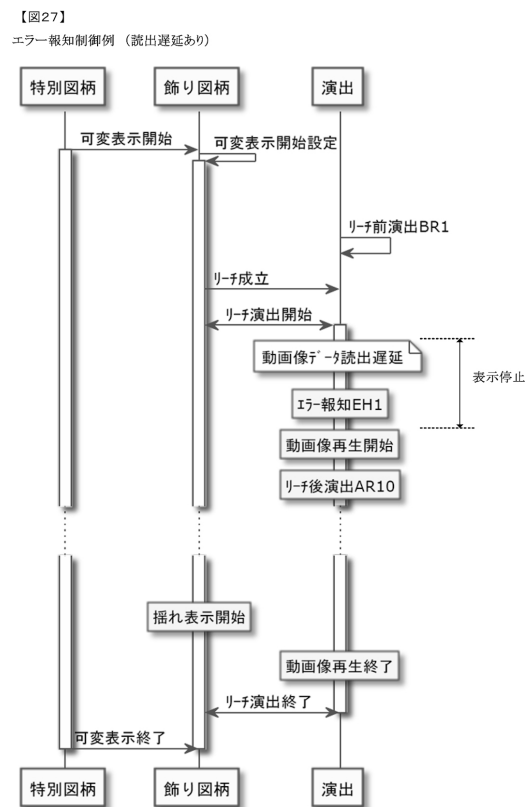 【図27】
エラー報知制御例 (読出遅延あり)
特別図柄
飾り図柄
演出
可変表示開始
可変表示開始設定
ﾘｰﾁ前演出BR1
ﾘｰﾁ成立
ﾘｰﾁ演出開始
動画像ﾃﾞｰﾀ読出遅延
表示停止
ｴﾗｰ報知EH1
動画像再生開始
ﾘｰﾁ後演出AR10
揺れ表示開始
動画像再生終了
ﾘｰﾁ演出終了
可変表示終了
特別図柄
飾り図柄
演出